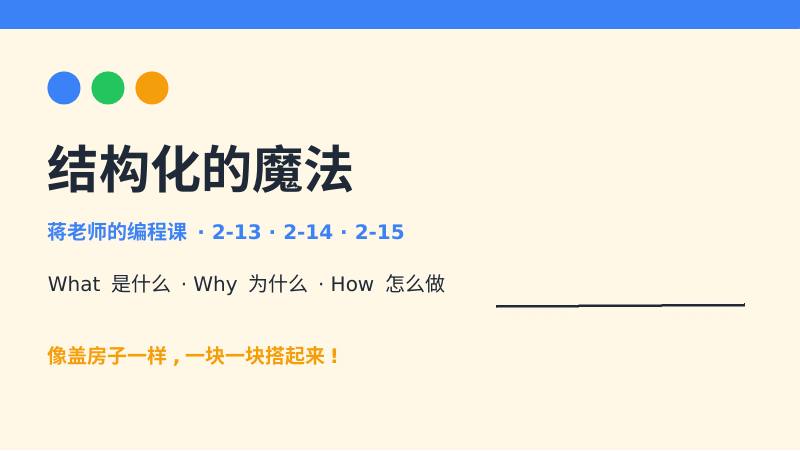 结构化的魔法
蒋老师的编程课 · 2-13 · 2-14 · 2-15
What 是什么 · Why 为什么 · How 怎么做
像盖房子一样，一块一块搭起来！